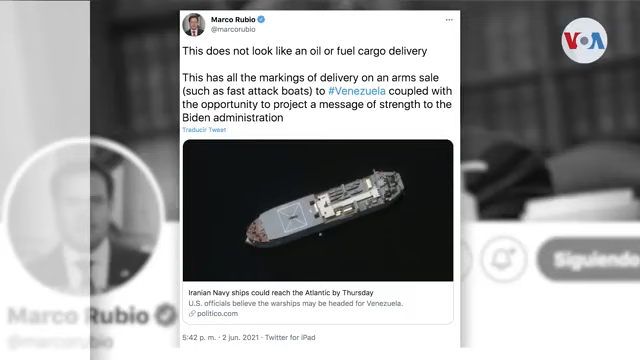 Marco Rubio
@marcorubio
VOA
This does not look like an oil or fuel cargo delivery
This has all the markings of delivery on an arms sale
(such as fast attack boats) to #Venezuela coupled with
the opportunity to project a message of strength to the
Biden administration
Traducir Tweet
Iranian Navy ships could reach the Atlantic by Thursday
U.S. officials believe the warships may be headed for Venezuela.
politico.com
5:42 p. m. · 2 jun. 2021 · Twitter for iPad
Siguiendo
Marco Rubio
@marcorubio